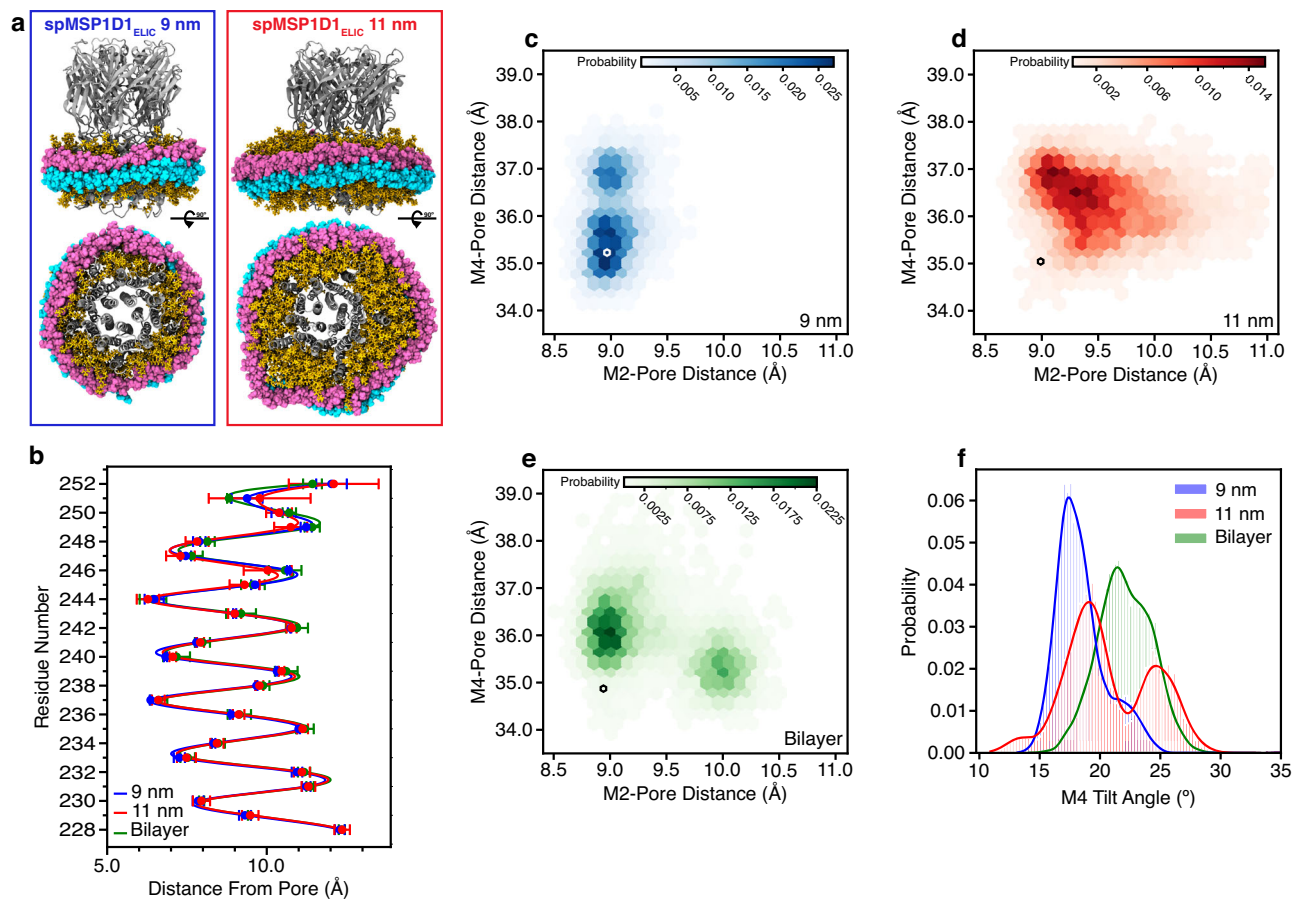 a
spMSP1D1ELIC 9 nm
spMSP1D1ELIC 11 nm
90°
90°
b
252
250
248
246
244
242
240
238
236
234
232
230
228
Residue Number
9 nm
11 nm
Bilayer
5.0
10.0
Distance From Pore (Å)
c
Probability
0.005
0.010
0.015
0.020
0.025
39.0
38.0
37.0
36.0
35.0
34.0
M4-Pore Distance (Å)
9 nm
8.5
9.0
9.5
10.0
10.5
11.0
M2-Pore Distance (Å)
d
Probability
0.002
0.006
0.010
0.014
39.0
38.0
37.0
36.0
35.0
34.0
M4-Pore Distance (Å)
11 nm
8.5
9.0
9.5
10.0
10.5
11.0
M2-Pore Distance (Å)
e
Probability
0.0025
0.0075
0.0125
0.0175
0.0225
39.0
38.0
37.0
36.0
35.0
34.0
M4-Pore Distance (Å)
Bilayer
8.5
9.0
9.5
10.0
10.5
11.0
M2-Pore Distance (Å)
f
9 nm
11 nm
Bilayer
0.06
0.05
0.04
0.03
0.02
0.01
0.00
Probability
10
15
20
25
30
35
M4 Tilt Angle (º)